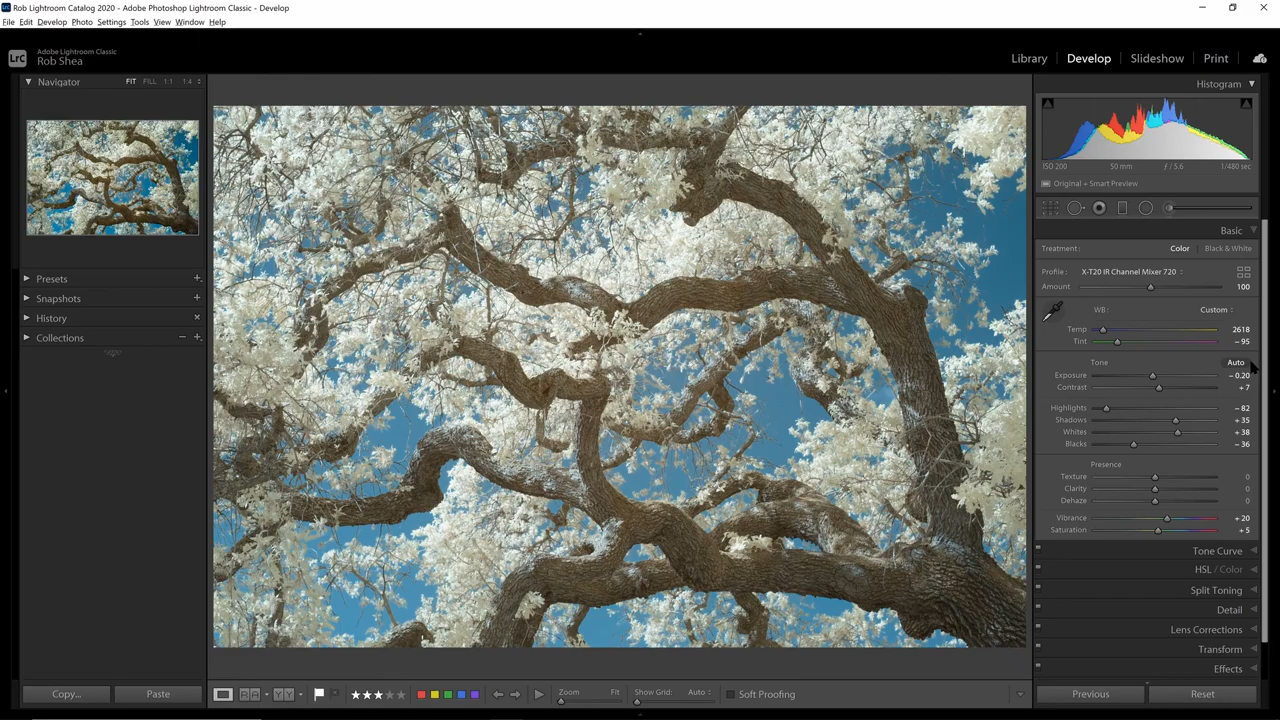 LrC Rob Lightroom Catalog 2020 - Adobe Photoshop Lightroom Classic - Develop
File Edit Develop Photo Settings Tools View Window Help
LrC
Adobe Lightroom Classic
Rob Shea
Library | Develop | Slideshow | Print
Navigator FIT FILL 1:1 1:4
Presets
Snapshots
History
Collections
Copy... Paste
Zoom Fit Show Grid: Auto Soft Proofing
Histogram
ISO 200 50 mm ƒ / 5.6 1/480 sec
Original + Smart Preview
Basic
Treatment: Color Black & White
Profile: X-T20 IR Channel Mixer 720
Amount 100
WB: Custom
Temp 2618
Tint – 95
Tone Auto
Exposure – 0.20
Contrast + 7
Highlights – 82
Shadows + 35
Whites + 38
Blacks – 36
Presence
Texture 0
Clarity 0
Dehaze 0
Vibrance + 20
Saturation + 5
Tone Curve
HSL / Color
Split Toning
Detail
Lens Corrections
Transform
Effects
Previous Reset